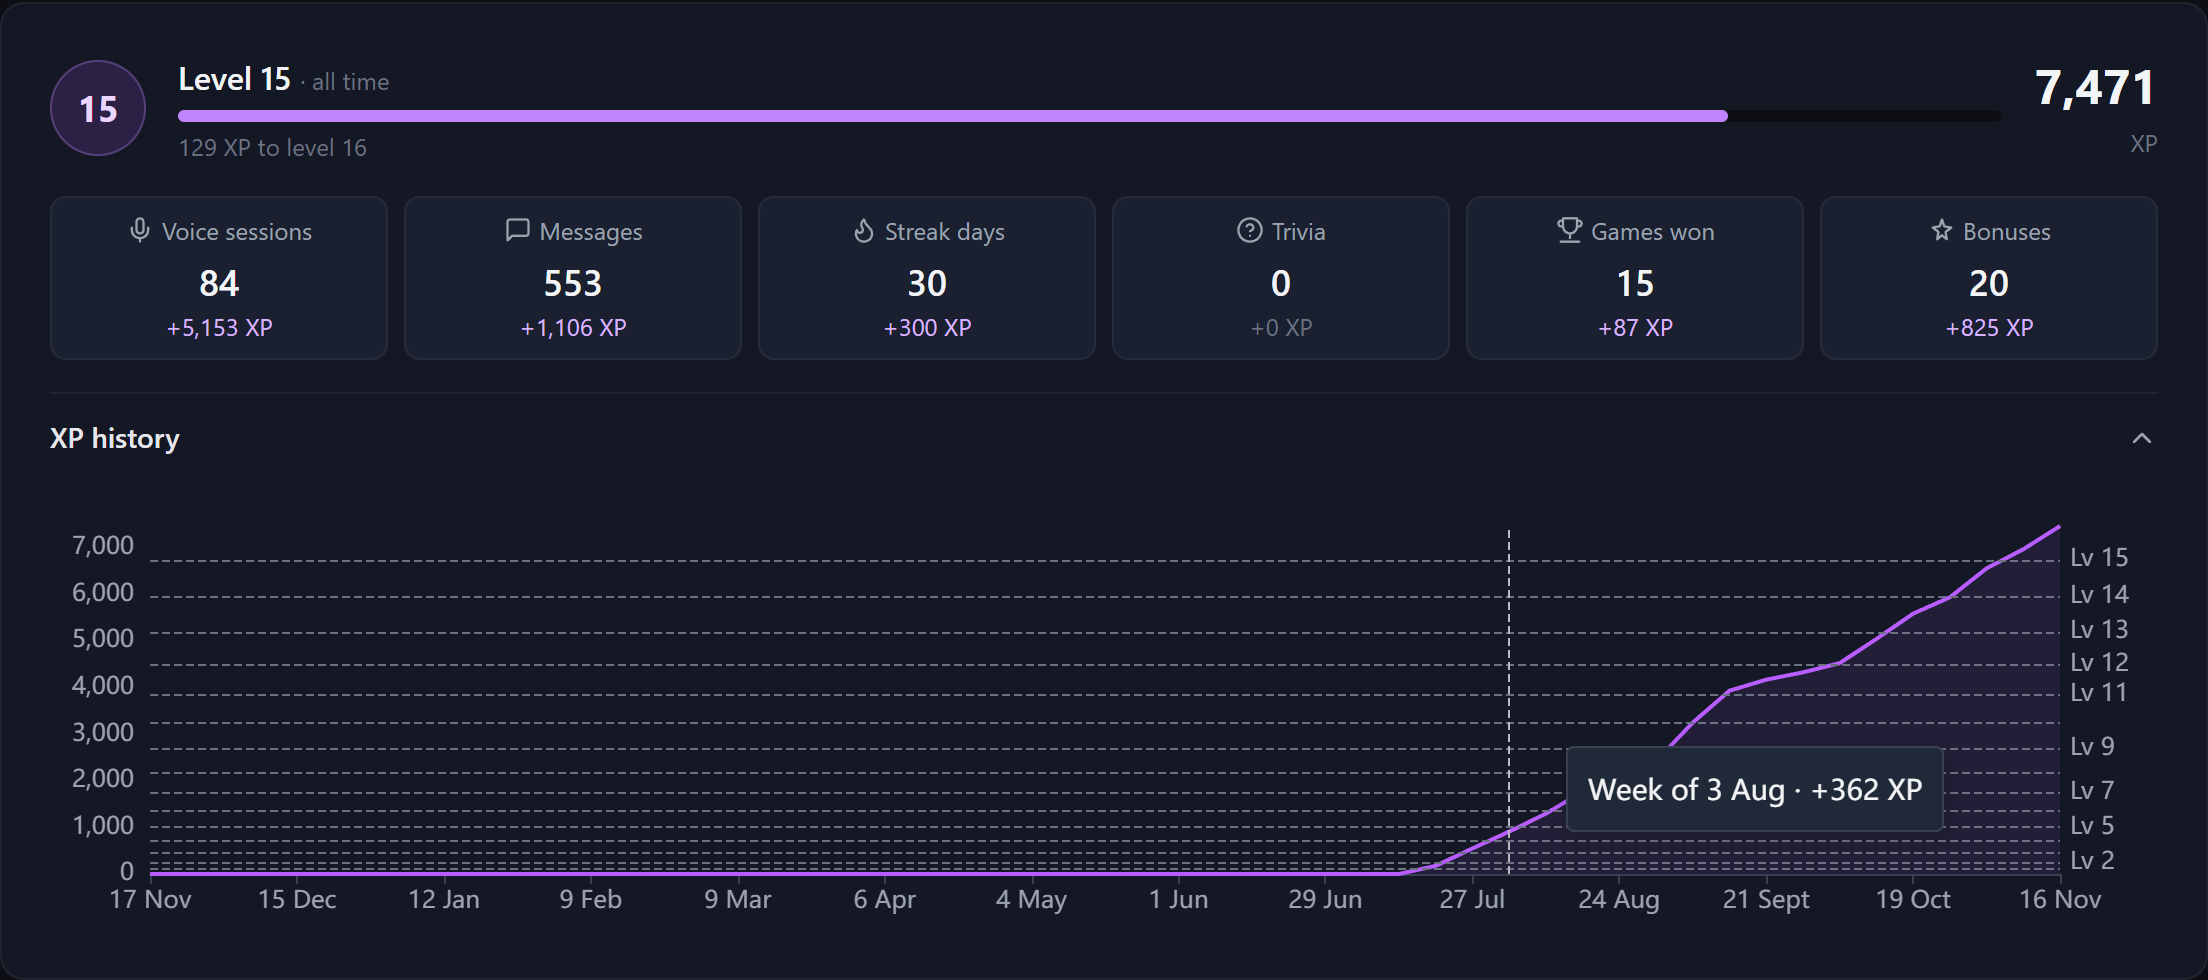 15
Level 15 · all time
129 XP to level 16
7,471
XP
Voice sessions
84
+5,153 XP
Messages
553
+1,106 XP
Streak days
30
+300 XP
Trivia
0
+0 XP
Games won
15
+87 XP
Bonuses
20
+825 XP
XP history
7,000
6,000
5,000
4,000
3,000
2,000
1,000
0
Lv 15
Lv 14
Lv 13
Lv 12
Lv 11
Lv 9
Lv 7
Lv 5
Lv 2
Week of 3 Aug · +362 XP
17 Nov 15 Dec 12 Jan 9 Feb 9 Mar 6 Apr 4 May 1 Jun 29 Jun 27 Jul 24 Aug 21 Sept 19 Oct 16 Nov